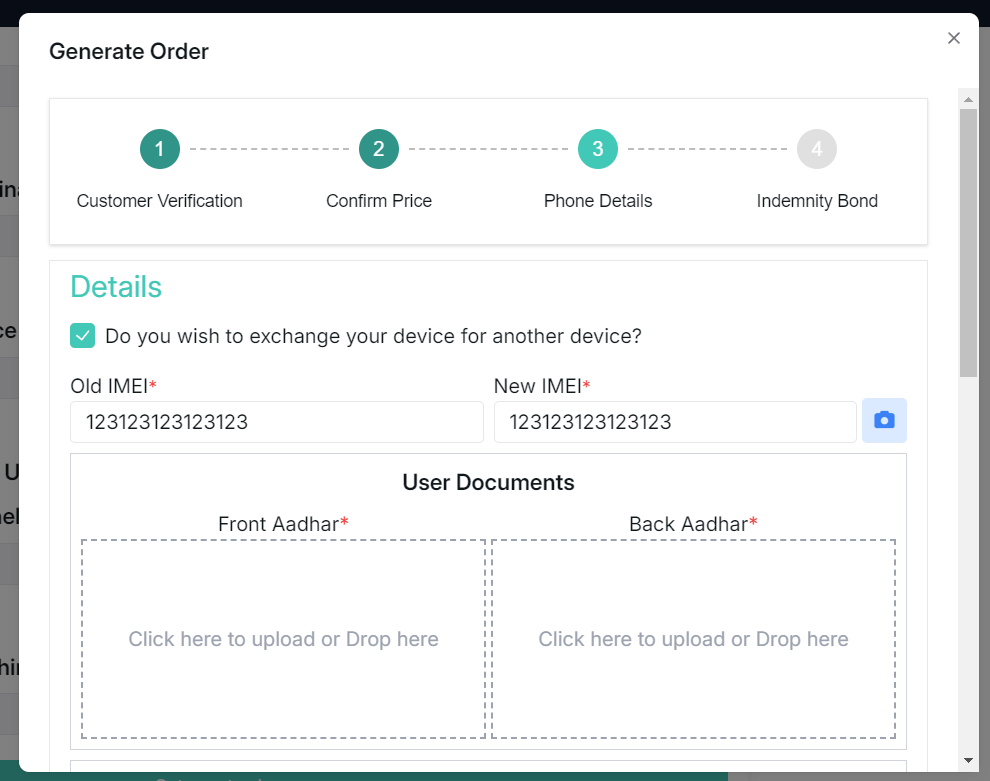 Generate Order
1 2 3 4
Customer Verification Confirm Price Phone Details Indemnity Bond
Details
Do you wish to exchange your device for another device?
Old IMEI* New IMEI*
123123123123123 123123123123123
User Documents
Front Aadhar* Back Aadhar*
Click here to upload or Drop here Click here to upload or Drop here